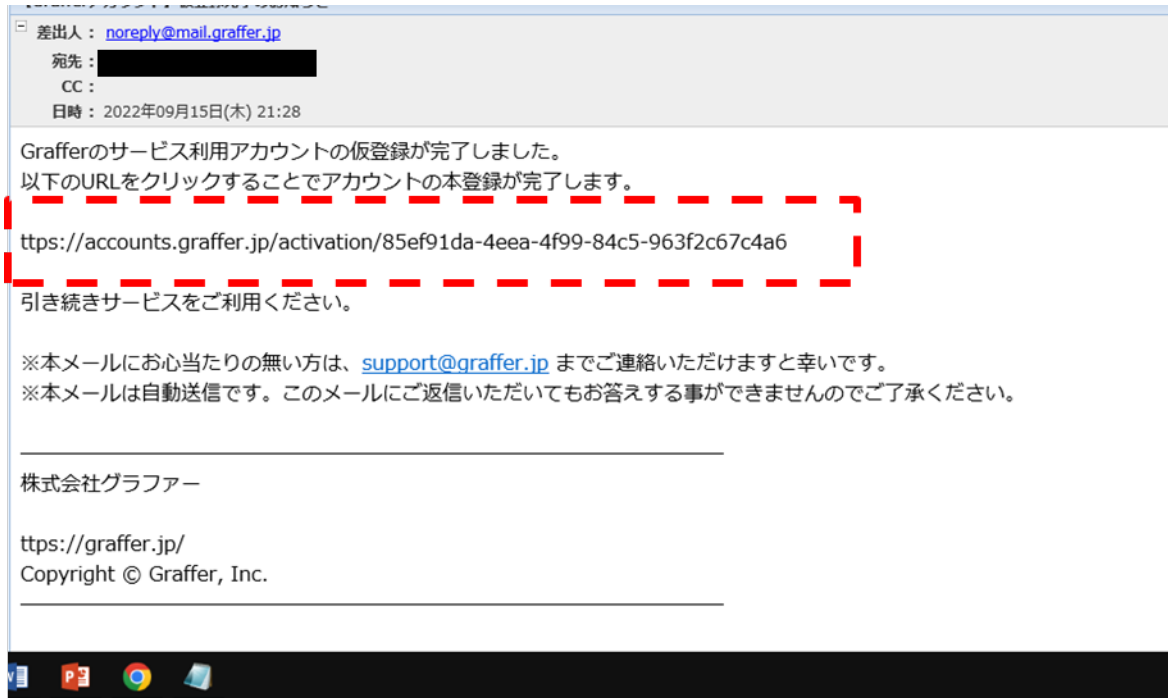 差出人： noreply@mail.graffer.jp
宛先：
CC：
日時： 2022年09月15日(木) 21:28
Grafferのサービス利用アカウントの仮登録が完了しました。
以下のURLをクリックすることでアカウントの本登録が完了します。
ttps://accounts.graffer.jp/activation/85ef91da-4eea-4f99-84c5-963f2c67c4a6
引き続きサービスをご利用ください。
※本メールにお心当たりの無い方は、support@graffer.jp までご連絡いただけますと幸いです。
※本メールは自動送信です。このメールにご返信いただいてもお答えする事ができませんのでご了承ください。
株式会社グラファー
ttps://graffer.jp/
Copyright © Graffer, Inc.